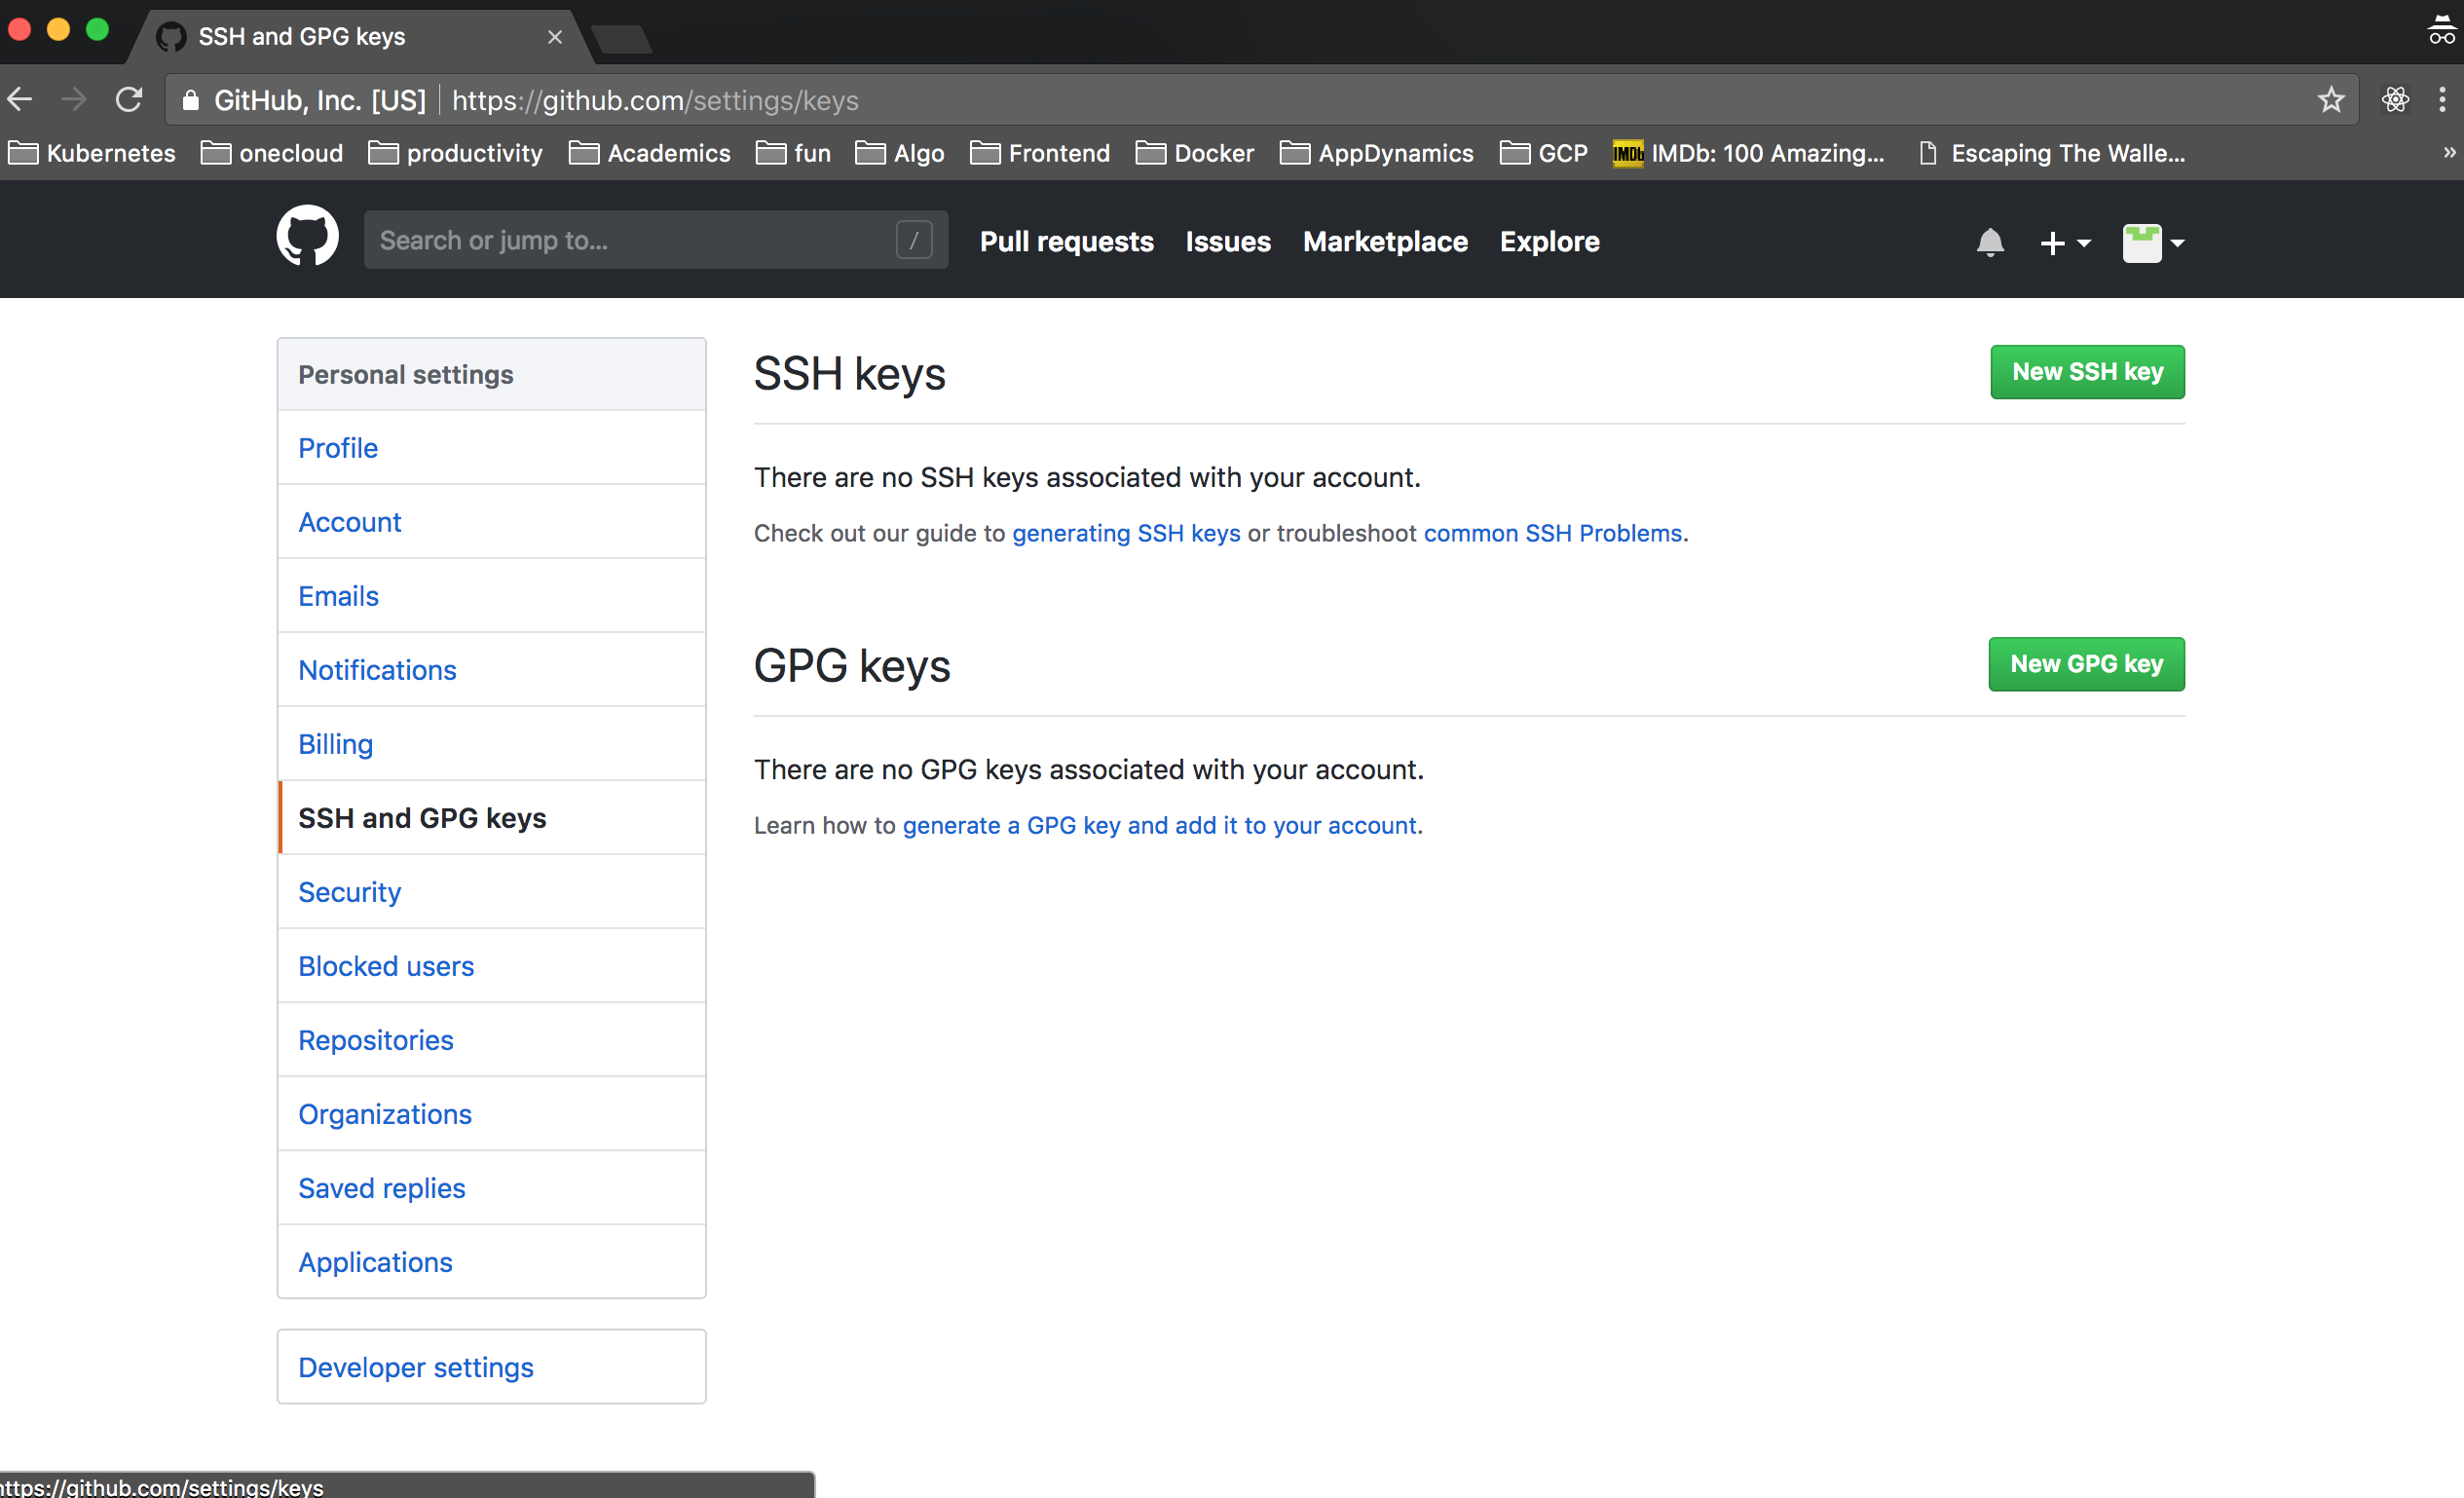 SSH and GPG keys
GitHub, Inc. [US] https://github.com/settings/keys
Kubernetes onecloud productivity Academics fun Algo Frontend Docker AppDynamics GCP IMDb IMDb: 100 Amazing... Escaping The Walle...
Search or jump to... / Pull requests Issues Marketplace Explore
Personal settings
Profile
Account
Emails
Notifications
Billing
SSH and GPG keys
Security
Blocked users
Repositories
Organizations
Saved replies
Applications
Developer settings
SSH keys New SSH key
There are no SSH keys associated with your account.
Check out our guide to generating SSH keys or troubleshoot common SSH Problems.
GPG keys New GPG key
There are no GPG keys associated with your account.
Learn how to generate a GPG key and add it to your account.
https://github.com/settings/keys